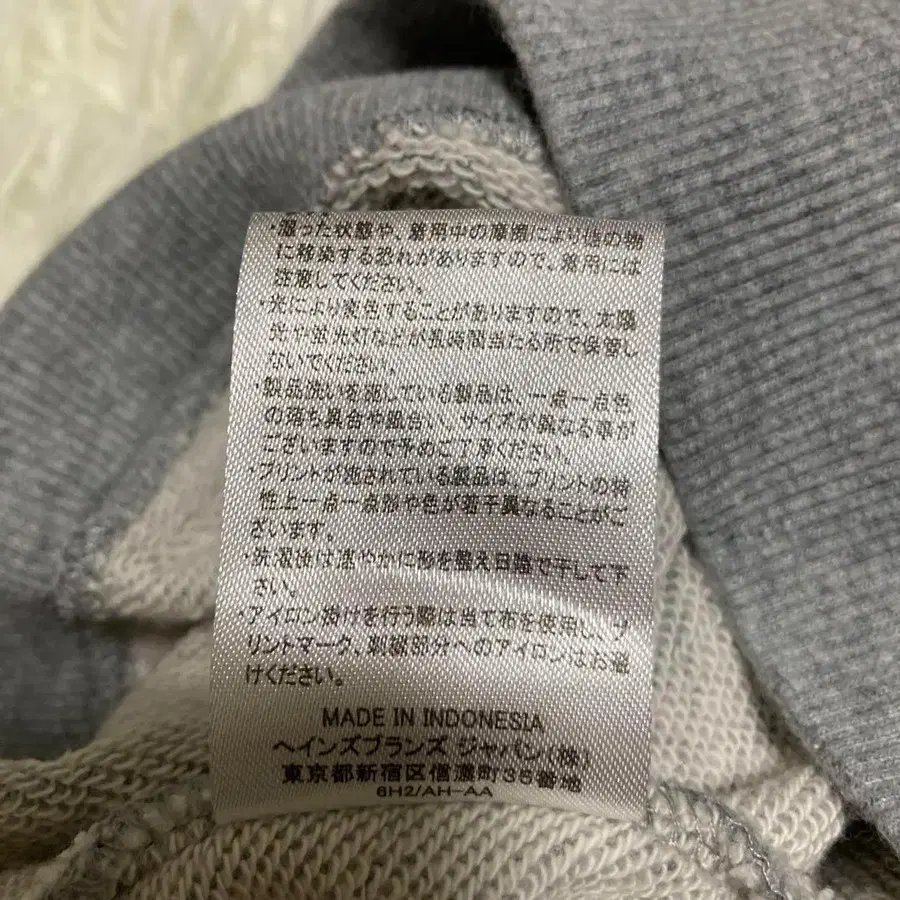 ・湿った状態や、着用中の摩擦により他の物
に移染する恐れがありますので、着用には
注意してください。
・光により変色することがありますので、太陽
光や蛍光灯などが長時間当たる所で保管し
ないでください。
・製品洗いを施している製品は、一点一点色
の落ち具合や風合い、サイズが異なる事が
ございますので予めご了承ください。
・プリントが施されている製品は、プリントの特
性上一点一点形や色が若干異なることがご
ざいます。
・洗濯後は速やかに形を整え日陰で干して下
さい。
・アイロン掛けを行う際は当て布を使用し、プ
リントマーク、刺繍部分へのアイロンはお避
けください。
MADE IN INDONESIA
ヘインズブランズ ジャパン(株)
東京都新宿区信濃町35番地
6H2/AH-AA